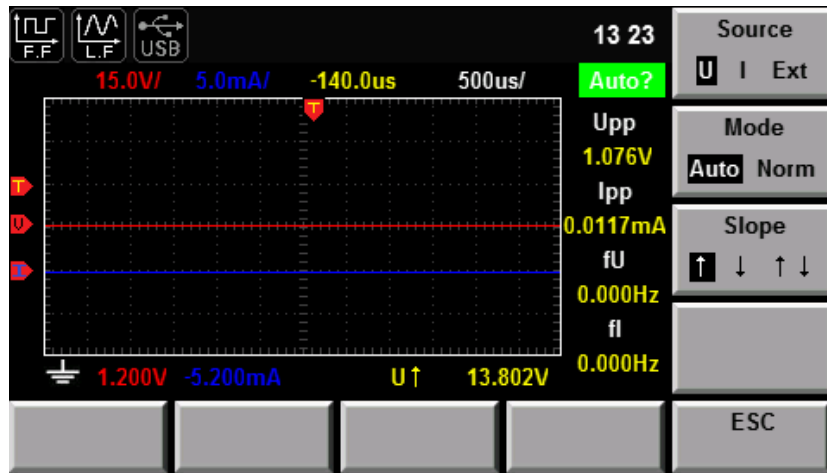 F.F L.F USB 13 23
15.0V/ 5.0mA/ -140.0us 500us/ Auto?
T
Upp
1.076V
Ipp
0.0117mA
fU
0.000Hz
fI
0.000Hz
T
U
I
1.200V -5.200mA U↑ 13.802V
Source
U I Ext
Mode
Auto Norm
Slope
↑ ↓ ↑↓
ESC